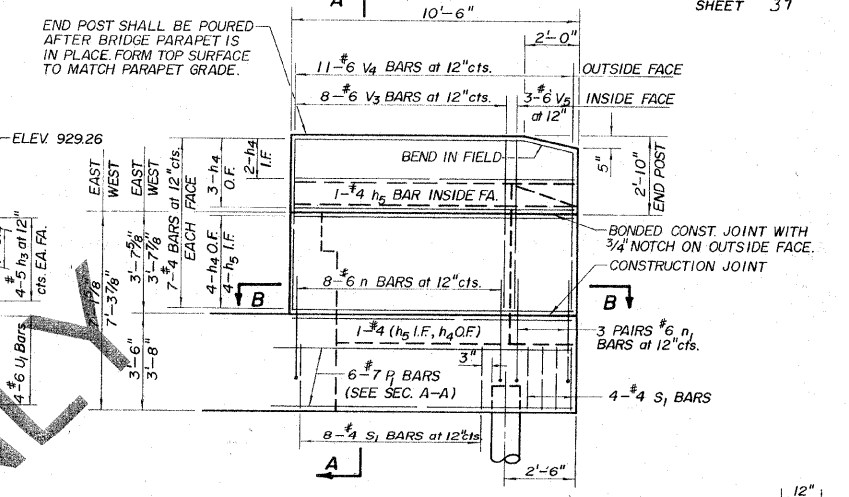 A
10'-6"
SHEET 37
END POST SHALL BE POURED
AFTER BRIDGE PARAPET IS
IN PLACE. FORM TOP SURFACE
TO MATCH PARAPET GRADE.
2'-0"
11-#6 V4 BARS at 12"cts.
OUTSIDE FACE
8-#6 V3 BARS at 12"cts.
3-#6 V5
at 12"
INSIDE FACE
ELEV. 929.26
BEND IN FIELD
5"
2'-10"
END POST
EAST
WEST
EAST
WEST
3'-7 5/8"
3'-7 7/8"
7'-3 7/8"
3'-6"
3'-8"
7-#4 BARS at 12"cts.
EACH FACE
3-h4
O.F.
2-h4
I.F.
4-h4 O.F.
4-h5 I.F.
1-#4 h5 BAR INSIDE FA.
BONDED CONST. JOINT WITH
3/4" NOTCH ON OUTSIDE FACE.
CONSTRUCTION JOINT
4-#5 h3 at 12"
cts. EA. FA.
4-#6 U1 Bars
B
8-#6 n BARS at 12"cts.
B
1-#4 (h5 I.F., h4 O.F.)
3 PAIRS #6 n1
BARS at 12"cts.
3"
6-#7 P1 BARS
(SEE SEC. A-A)
4-#4 S1 BARS
8-#4 S1 BARS at 12"cts.
A
2'-6"
12"
LY